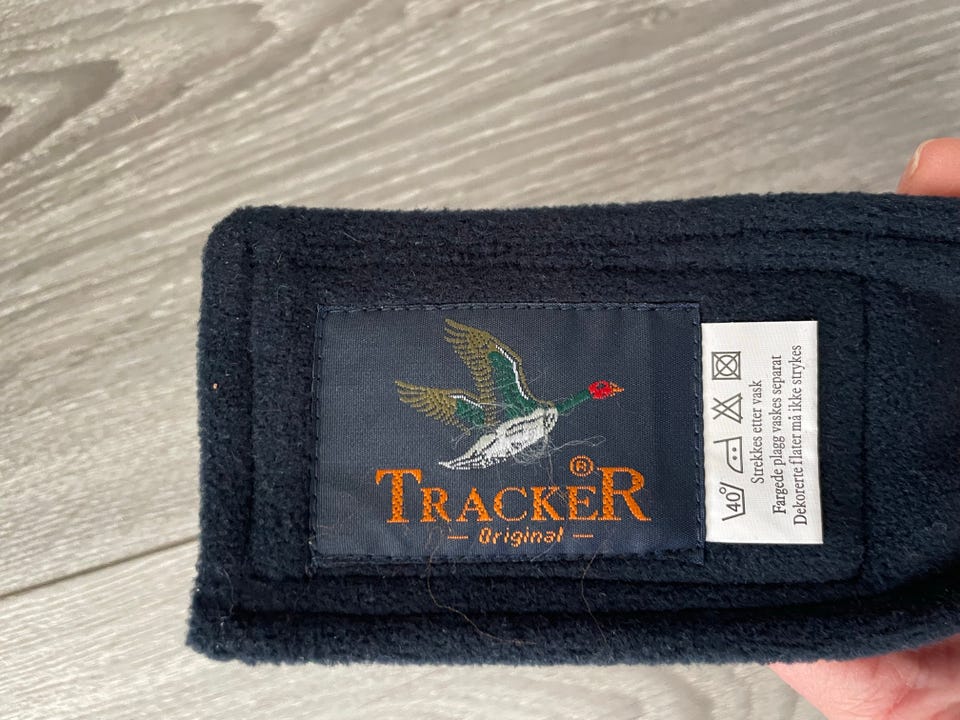 TRACKER®
Original
40°
Strekkes etter vask
Fargede plagg vaskes separat
Dekorerte flater må ikke strykes